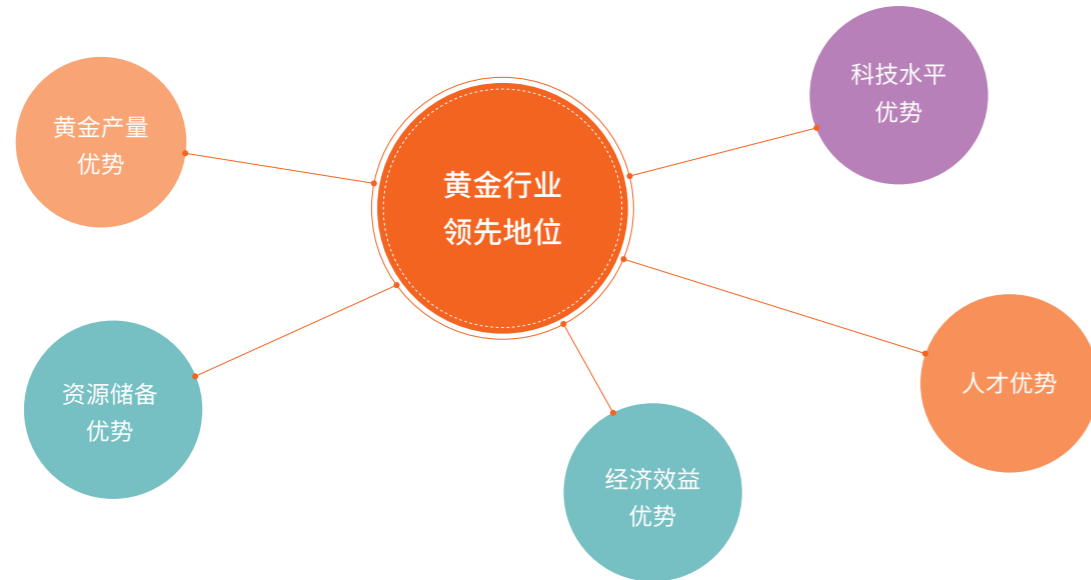 科技水平
优势
黄金产量
优势
黄金行业
领先地位
人才优势
资源储备
优势
经济效益
优势